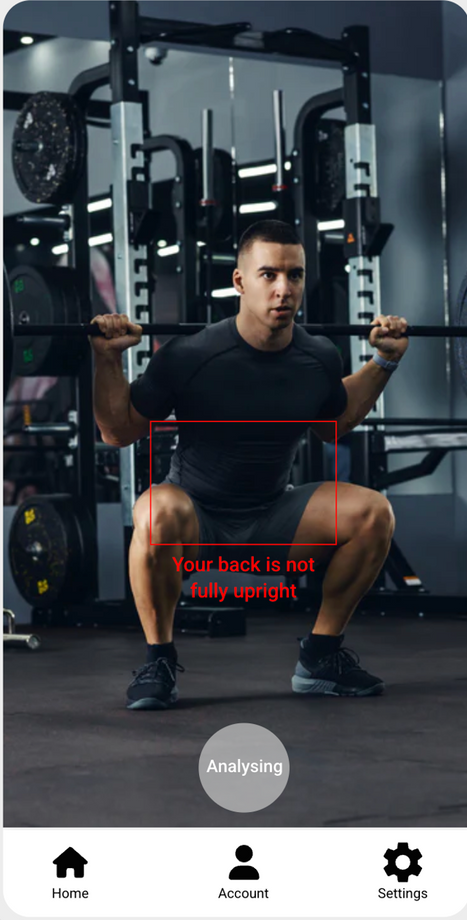 Your back is not
fully upright
Analysing
Home
Account
Settings